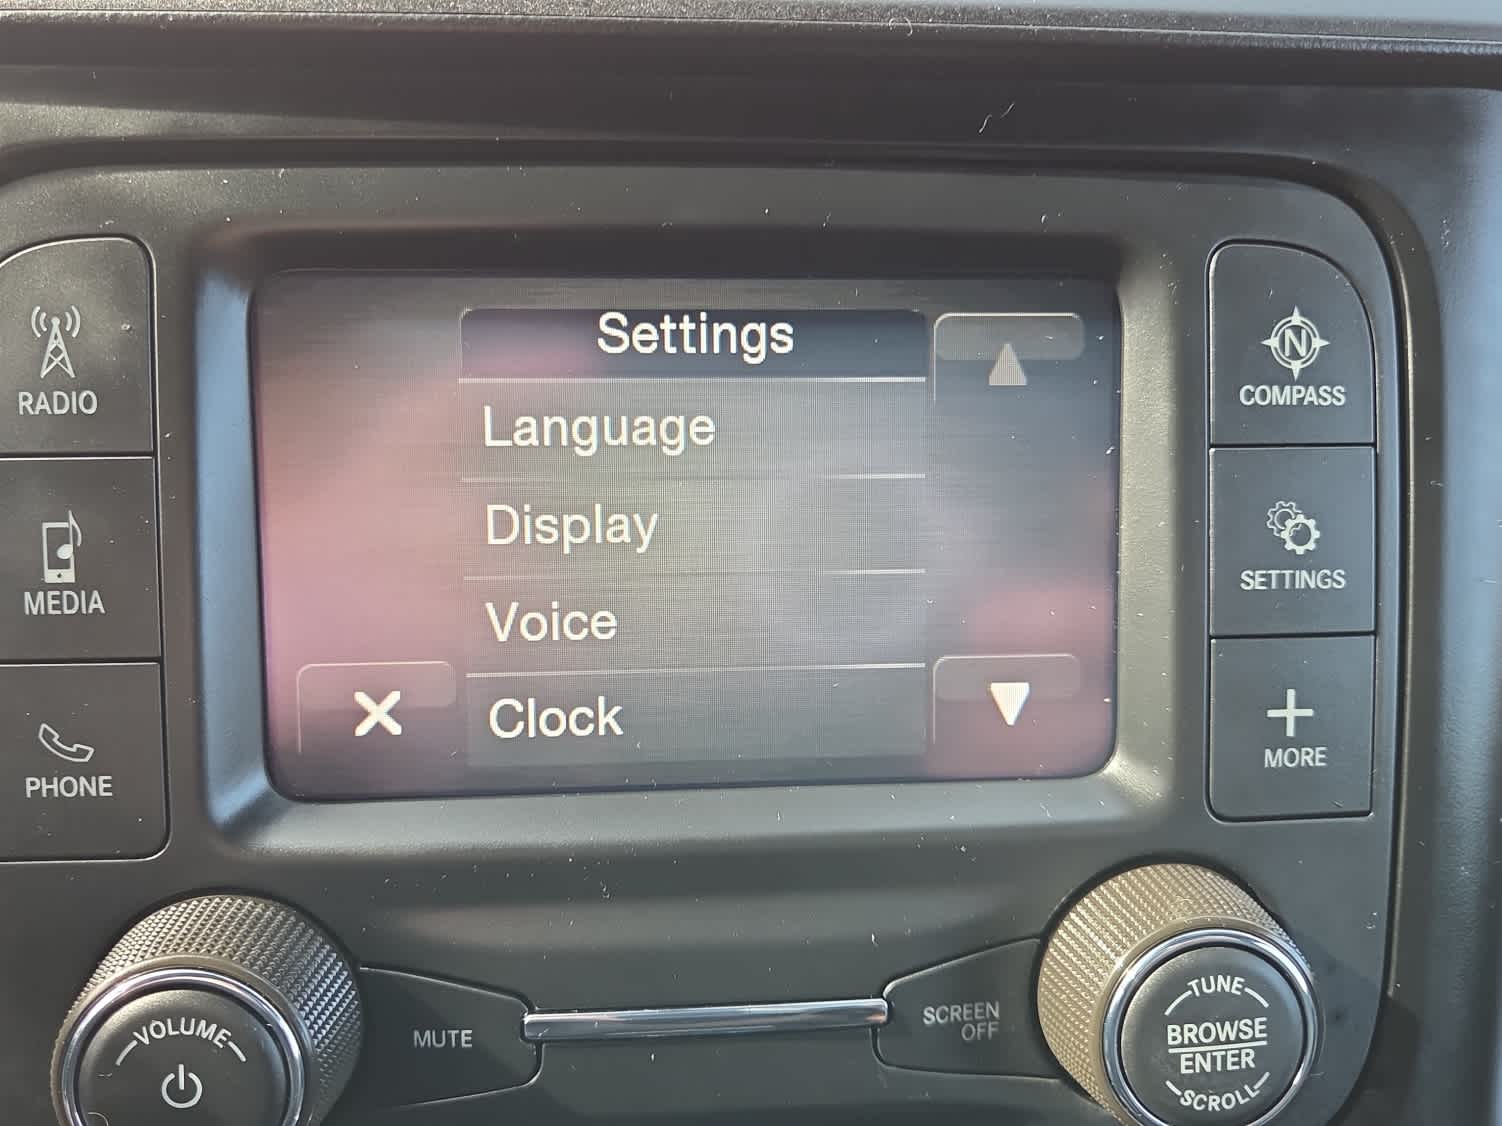 RADIO
MEDIA
PHONE
Settings
Language
Display
Voice
Clock
N
COMPASS
SETTINGS
MORE
VOLUME
MUTE
SCREEN
OFF
TUNE
BROWSE
ENTER
SCROLL